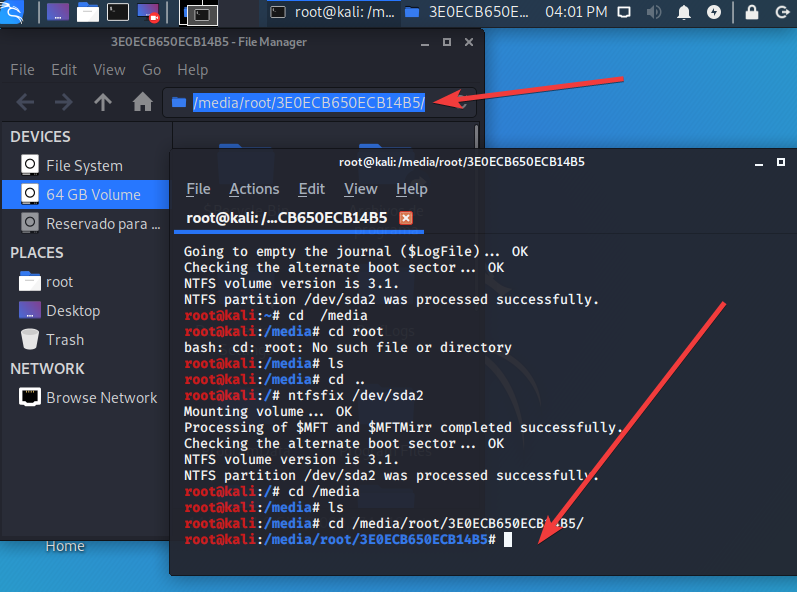 root@kali: /m...
3E0ECB650E...
04:01 PM
3E0ECB650ECB14B5 - File Manager
File Edit View Go Help
/media/root/3E0ECB650ECB14B5/
DEVICES
File System
64 GB Volume
Reservado para ...
PLACES
root
Desktop
Trash
NETWORK
Browse Network
Home
root@kali:/media/root/3E0ECB650ECB14B5
File Actions Edit View Help
root@kali: /...CB650ECB14B5
Going to empty the journal ($LogFile)... OK
Checking the alternate boot sector... OK
NTFS volume version is 3.1.
NTFS partition /dev/sda2 was processed successfully.
root@kali:~# cd  /media
root@kali:/media# cd root
bash: cd: root: No such file or directory
root@kali:/media# ls
root@kali:/media# cd ..
root@kali:/# ntfsfix /dev/sda2
Mounting volume... OK
Processing of $MFT and $MFTMirr completed successfully.
Checking the alternate boot sector... OK
NTFS volume version is 3.1.
NTFS partition /dev/sda2 was processed successfully.
root@kali:/# cd /media
root@kali:/media# ls
root@kali:/media# cd /media/root/3E0ECB650ECB14B5/
root@kali:/media/root/3E0ECB650ECB14B5#